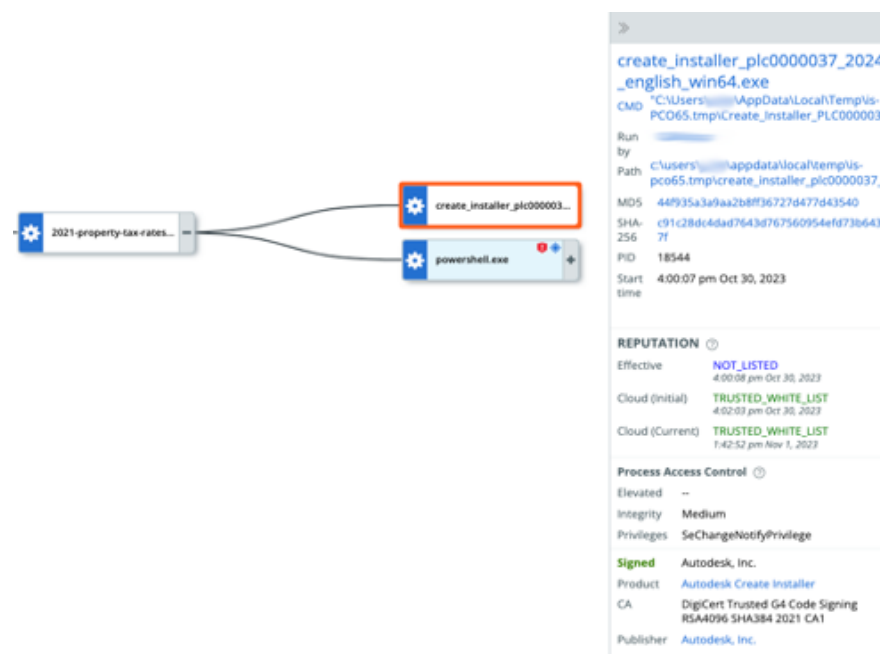 2021-property-tax-rates...
create_installer_plc000003...
powershell.exe
create_installer_plc0000037_2024
_english_win64.exe
CMD "C:\Users\ \AppData\Local\Temp\is-
PCO65.tmp\Create_Installer_PLC000003
Run
by
Path c:\users\ \appdata\local\temp\is-
pco65.tmp\create_installer_plc0000037_
MD5 44f935a3a9aa2b8ff36727d477d43540
SHA-
256 c91c28dc4dad7643d767560954efd73b643
7f
PID 18544
Start
time 4:00:07 pm Oct 30, 2023
REPUTATION
Effective NOT_LISTED
4:00:08 pm Oct 30, 2023
Cloud (Initial) TRUSTED_WHITE_LIST
4:02:03 pm Oct 30, 2023
Cloud (Current) TRUSTED_WHITE_LIST
1:42:52 pm Nov 1, 2023
Process Access Control
Elevated --
Integrity Medium
Privileges SeChangeNotifyPrivilege
Signed Autodesk, Inc.
Product Autodesk Create Installer
CA DigiCert Trusted G4 Code Signing
RSA4096 SHA384 2021 CA1
Publisher Autodesk, Inc.